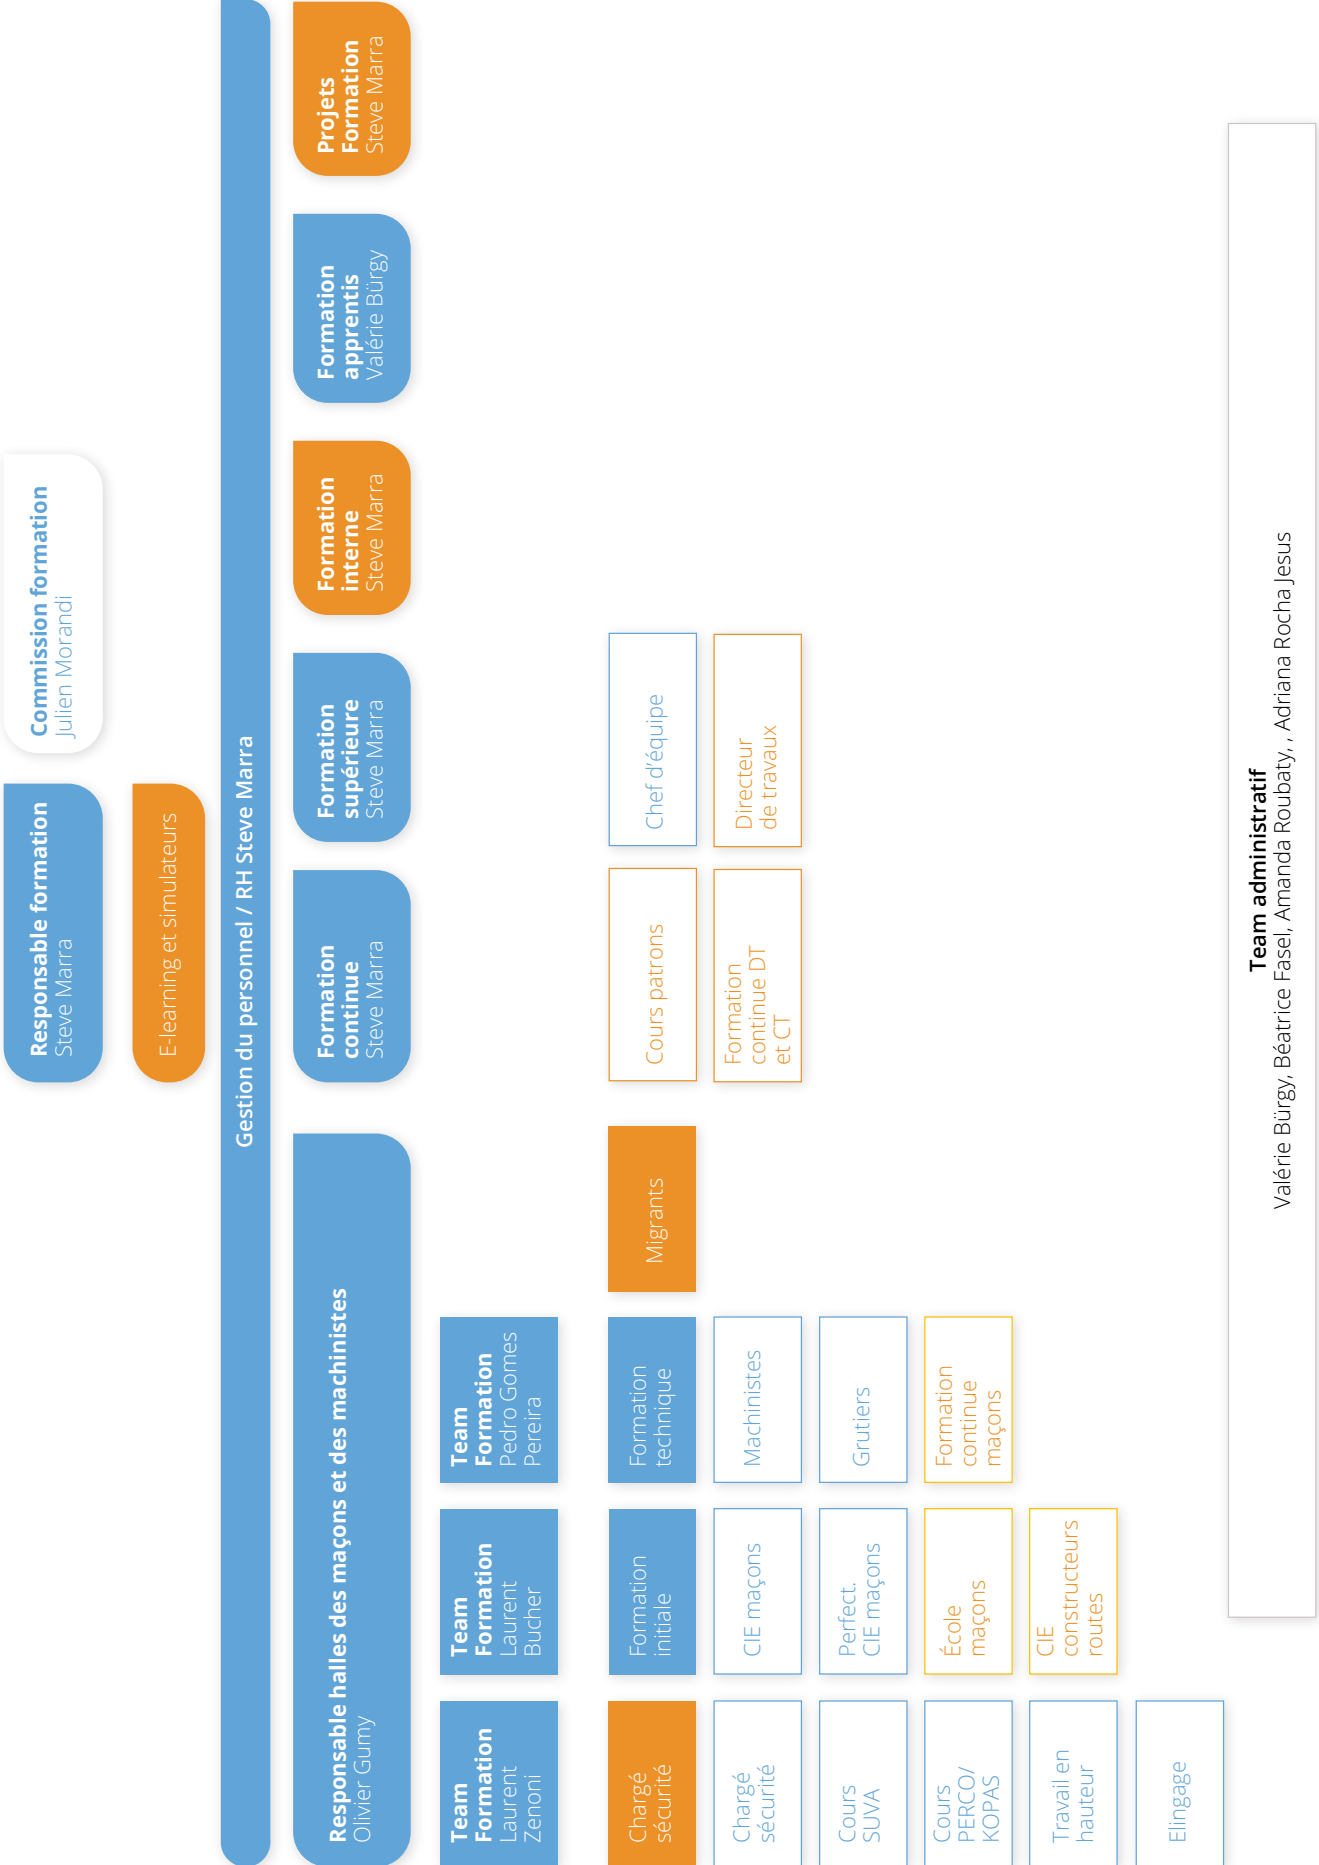 Responsable formation
Steve Marra
Commission formation
Julien Morandi
E-learning et simulateurs
Gestion du personnel / RH Steve Marra
Responsable halles des maçons et des machinistes
Olivier Gumy
Formation
continue
Steve Marra
Formation
supérieure
Steve Marra
Formation
interne
Steve Marra
Formation
apprentis
Valérie Bürgy
Projets
Formation
Steve Marra
Team
Formation
Laurent
Zenoni
Team
Formation
Laurent
Bucher
Team
Formation
Pedro Gomes
Pereira
Chargé
sécurité
Formation
initiale
Formation
technique
Migrants
Cours patrons
Chef d'équipe
Chargé
sécurité
CIE maçons
Machinistes
Formation
continue DT
et CT
Directeur
de travaux
Cours
SUVA
Perfect.
CIE maçons
Grutiers
Cours
PERCO/
KOPAS
École
maçons
Formation
continue
maçons
Travail en
hauteur
CIE
constructeurs
routes
Elingage
Team administratif
Valérie Bürgy, Béatrice Fasel, Amanda Roubaty, , Adriana Rocha Jesus